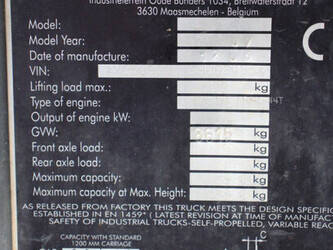 Industrieterrein Oude Bunders 1034, Breitwaterstraat 12
3630 Maasmechelen - Belgium
Model:
Model Year:
Date of manufacture:
VIN:
Lifting load max.: kg
Type of engine:
Output of engine kW:
GVW: kg
Front axle load: kg
Rear axle load: kg
Maximum capacity: kg
Maximum capacity at Max. Height: kg
AS RELEASED FROM FACTORY THIS TRUCK MEETS THE DESIGN SPECIFIC
ESTABLISHED IN EN 1459* ( LATEST REVISION AT TIME OF MANUFAC
SAFETY OF INDUSTRIAL TRUCKS-SELF-PROPELLED, VARIABLE REAC
CAPACITY WITH STANDARD
1200 MM CARRIAGE